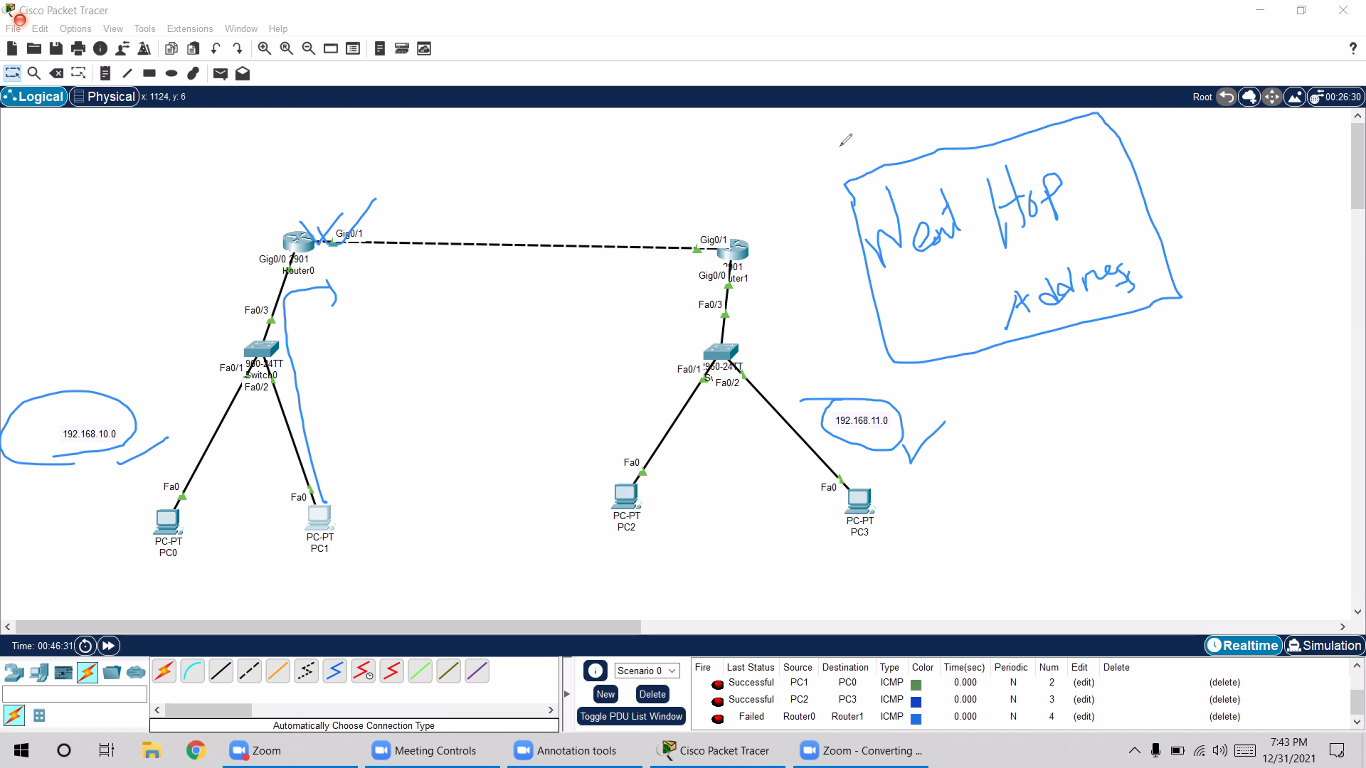 Cisco Packet Tracer
File Edit Options View Tools Extensions Window Help
?
Logical Physical x: 1124, y: 6 Root 00:26:30
Next Hop
Address
Gig0/1 Gig0/1
Gig0/0 2901
Router0
901
Gig0/0 uter1
Fa0/3 Fa0/3
Fa0/1 950-24TT
Switch0
Fa0/2
Fa0/1 950-24TT
Fa0/2
192.168.10.0 192.168.11.0
Fa0 Fa0 Fa0 Fa0
PC-PT
PC0
PC-PT
PC1
PC-PT
PC2
PC-PT
PC3
Time: 00:46:31 Realtime Simulation
Scenario 0
New Delete
Toggle PDU List Window
Fire Last Status Source Destination Type Color Time(sec) Periodic Num Edit Delete
Successful PC1 PC0 ICMP 0.000 N 2 (edit) (delete)
Successful PC2 PC3 ICMP 0.000 N 3 (edit) (delete)
Failed Router0 Router1 ICMP 0.000 N 4 (edit) (delete)
Automatically Choose Connection Type
Zoom Meeting Controls Annotation tools Cisco Packet Tracer Zoom - Converting ...
7:43 PM
12/31/2021